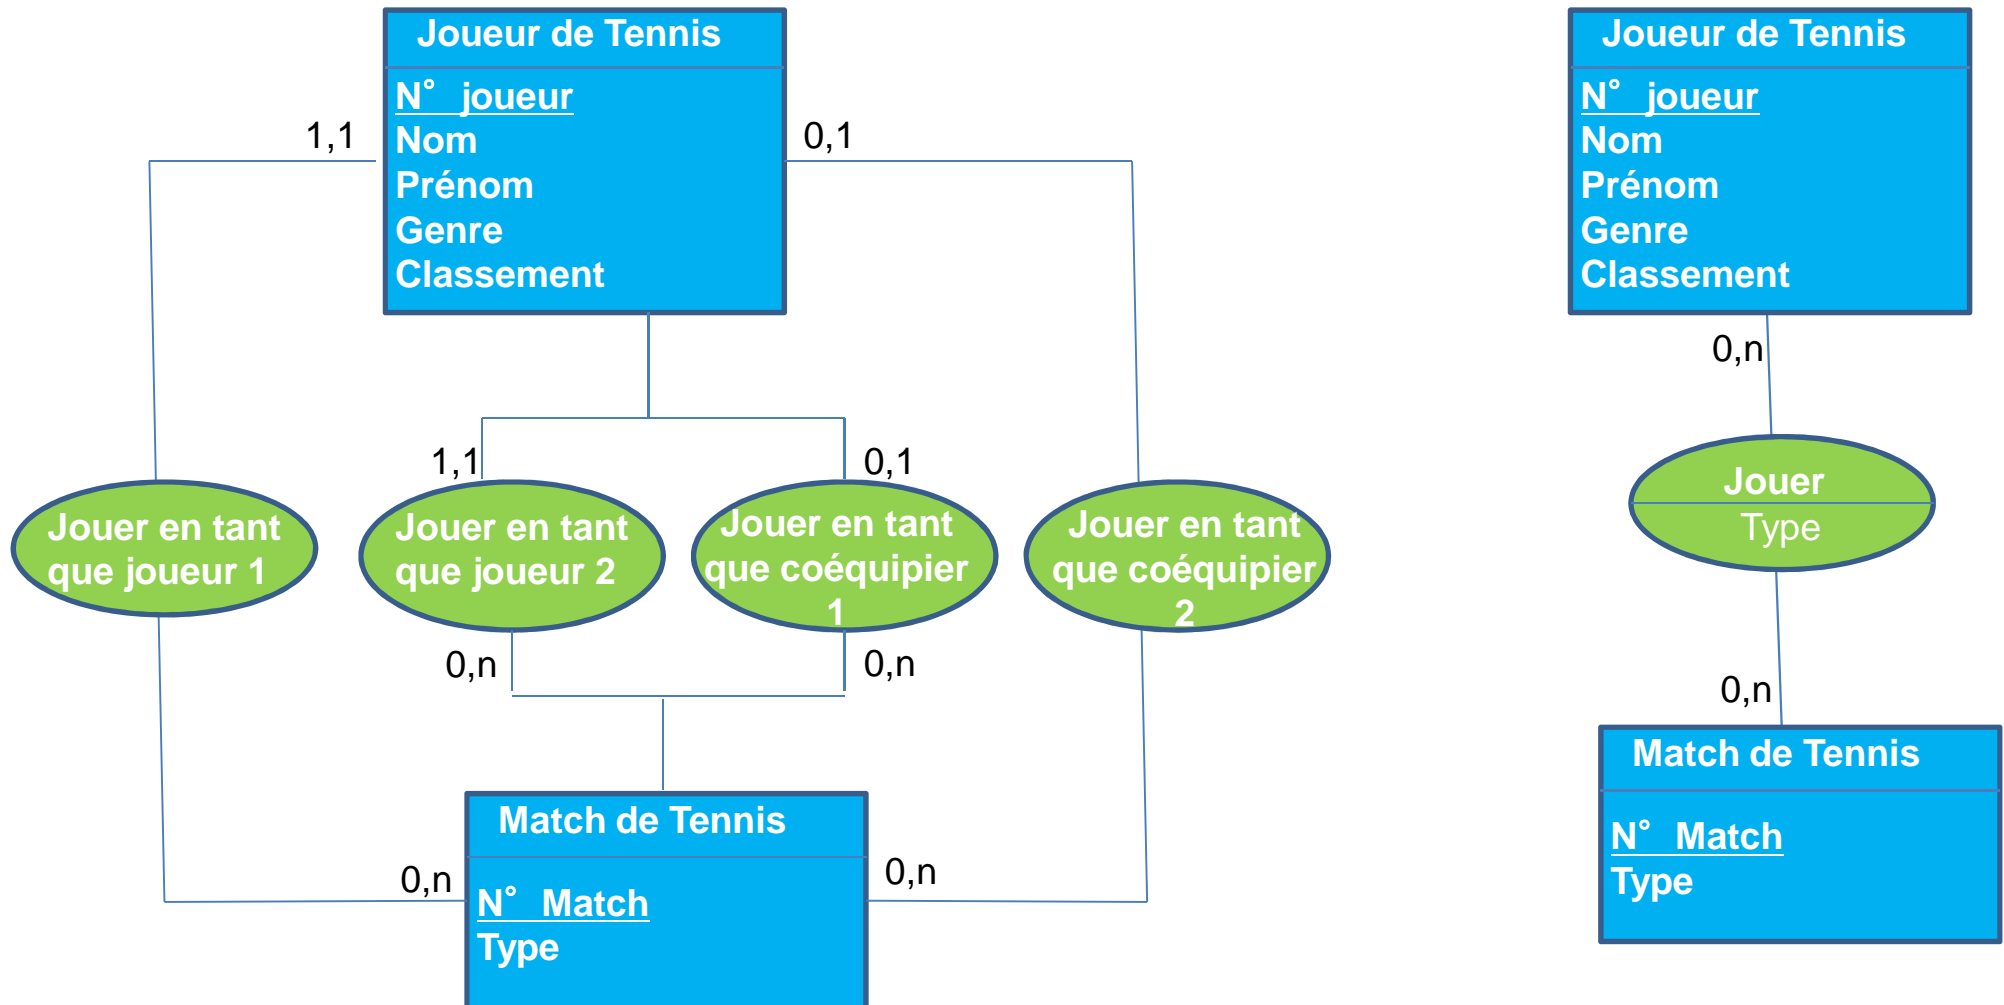 Joueur de Tennis
N° joueur
Nom
Prénom
Genre
Classement
1,1
0,1
1,1
0,1
Jouer en tant
que joueur 1
Jouer en tant
que joueur 2
Jouer en tant
que coéquipier
1
Jouer en tant
que coéquipier
2
0,n
0,n
0,n
0,n
Match de Tennis
N° Match
Type
Joueur de Tennis
N° joueur
Nom
Prénom
Genre
Classement
0,n
Jouer
Type
0,n
Match de Tennis
N° Match
Type